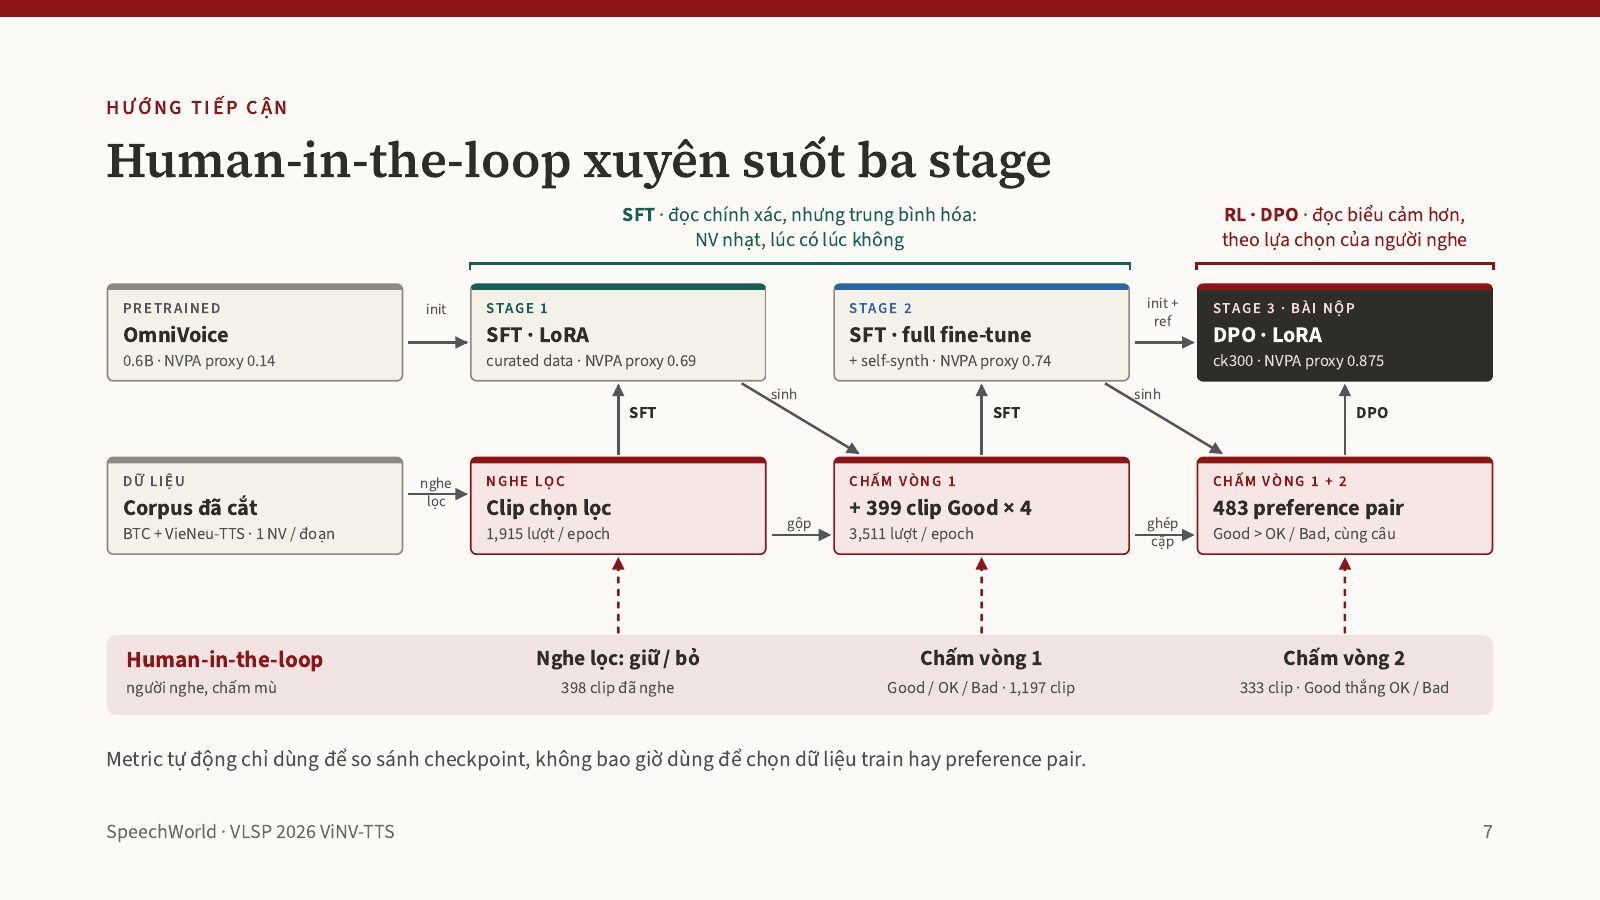 HƯỚNG TIẾP CẬN
Human-in-the-loop xuyên suốt ba stage
SFT · đọc chính xác, nhưng trung bình hóa:
NV nhạt, lúc có lúc không
RL · DPO · đọc biểu cảm hơn,
theo lựa chọn của người nghe
PRETRAINED
OmniVoice
0.6B · NVPA proxy 0.14
init
STAGE 1
SFT · LoRA
curated data · NVPA proxy 0.69
STAGE 2
SFT · full fine-tune
+ self-synth · NVPA proxy 0.74
init +
ref
STAGE 3 · BÀI NỘP
DPO · LoRA
ck300 · NVPA proxy 0.875
SFT
sinh
SFT
sinh
DPO
DỮ LIỆU
Corpus đã cắt
BTC + VieNeu-TTS · 1 NV / đoạn
nghe
lọc
NGHE LỌC
Clip chọn lọc
1,915 lượt / epoch
gộp
CHẤM VÒNG 1
+ 399 clip Good × 4
3,511 lượt / epoch
ghép
cặp
CHẤM VÒNG 1 + 2
483 preference pair
Good > OK / Bad, cùng câu
Human-in-the-loop
người nghe, chấm mù
Nghe lọc: giữ / bỏ
398 clip đã nghe
Chấm vòng 1
Good / OK / Bad · 1,197 clip
Chấm vòng 2
333 clip · Good thắng OK / Bad
Metric tự động chỉ dùng để so sánh checkpoint, không bao giờ dùng để chọn dữ liệu train hay preference pair.
SpeechWorld · VLSP 2026 ViNV-TTS
7